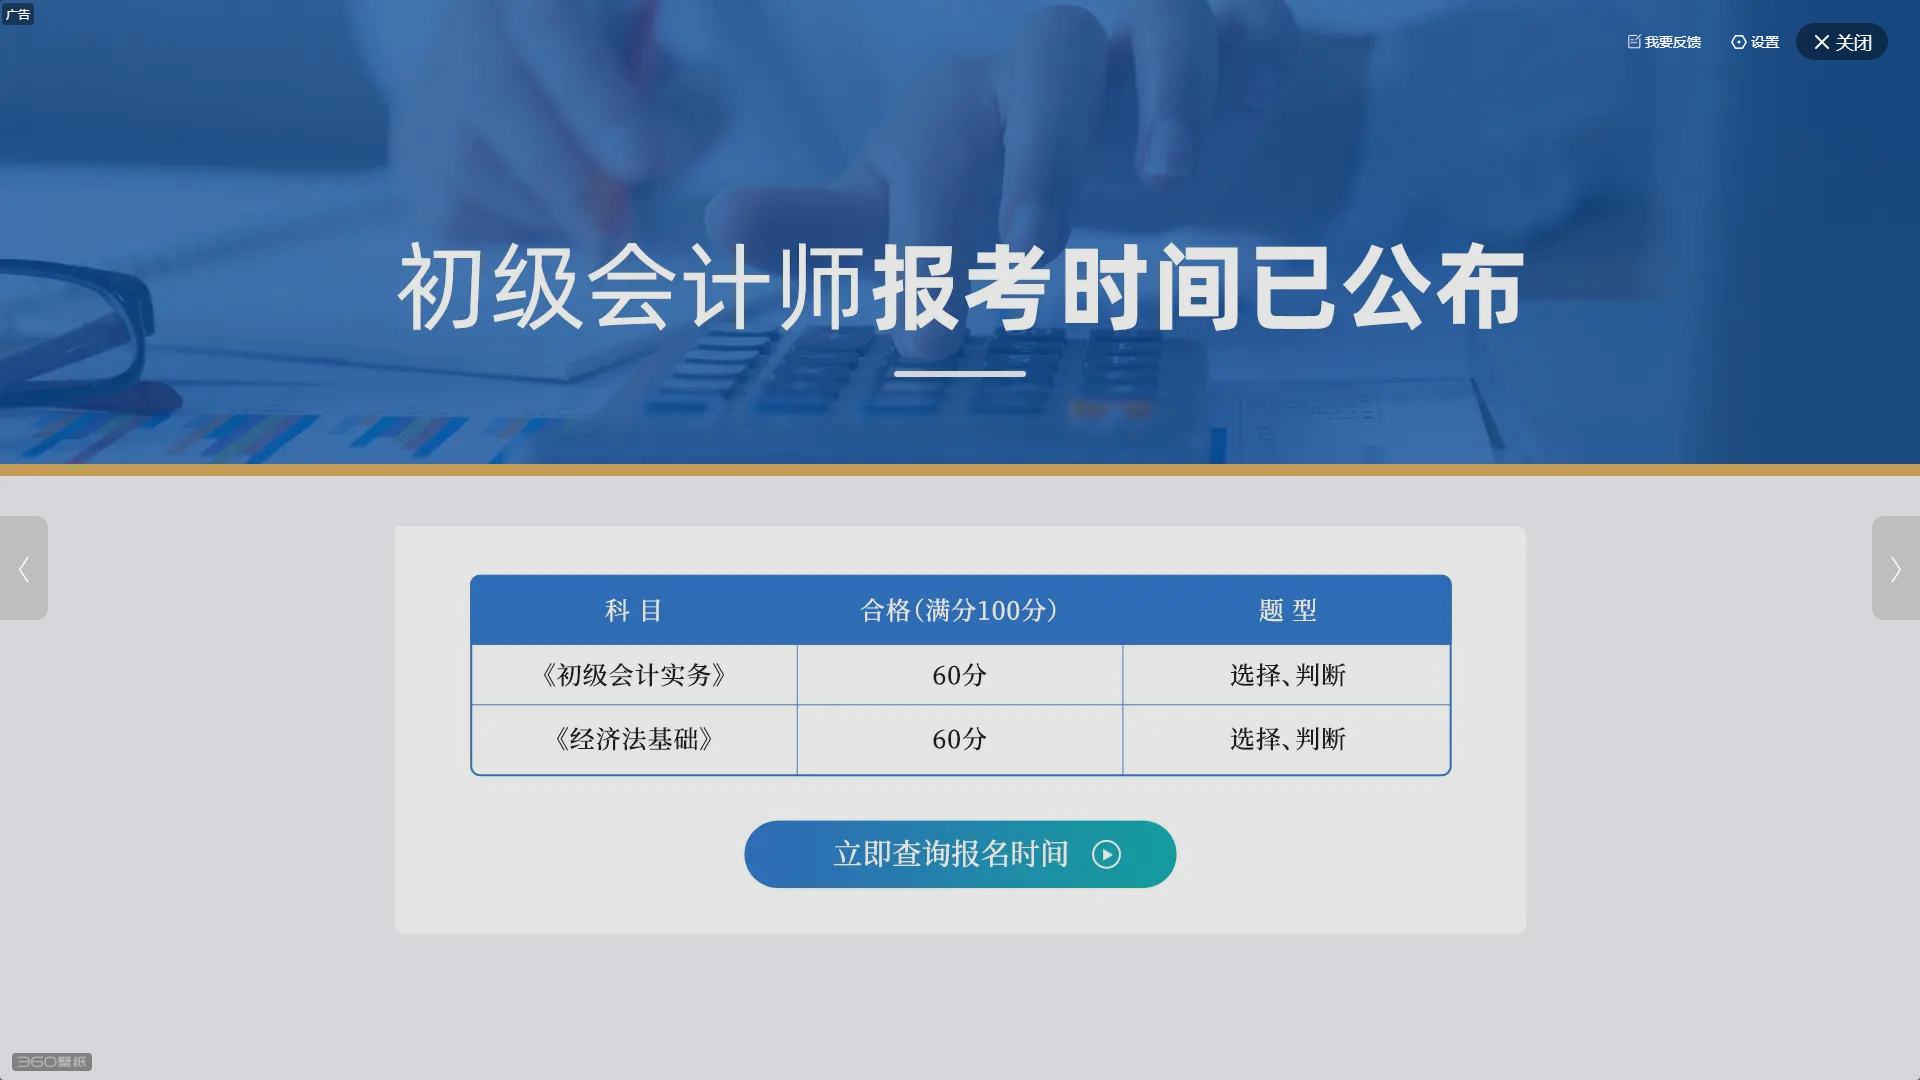 广告
我要反馈 设置 关闭
初级会计师报考时间已公布
科目 合格(满分100分) 题型
《初级会计实务》 60分 选择、判断
《经济法基础》 60分 选择、判断
立即查询报名时间
360壁纸